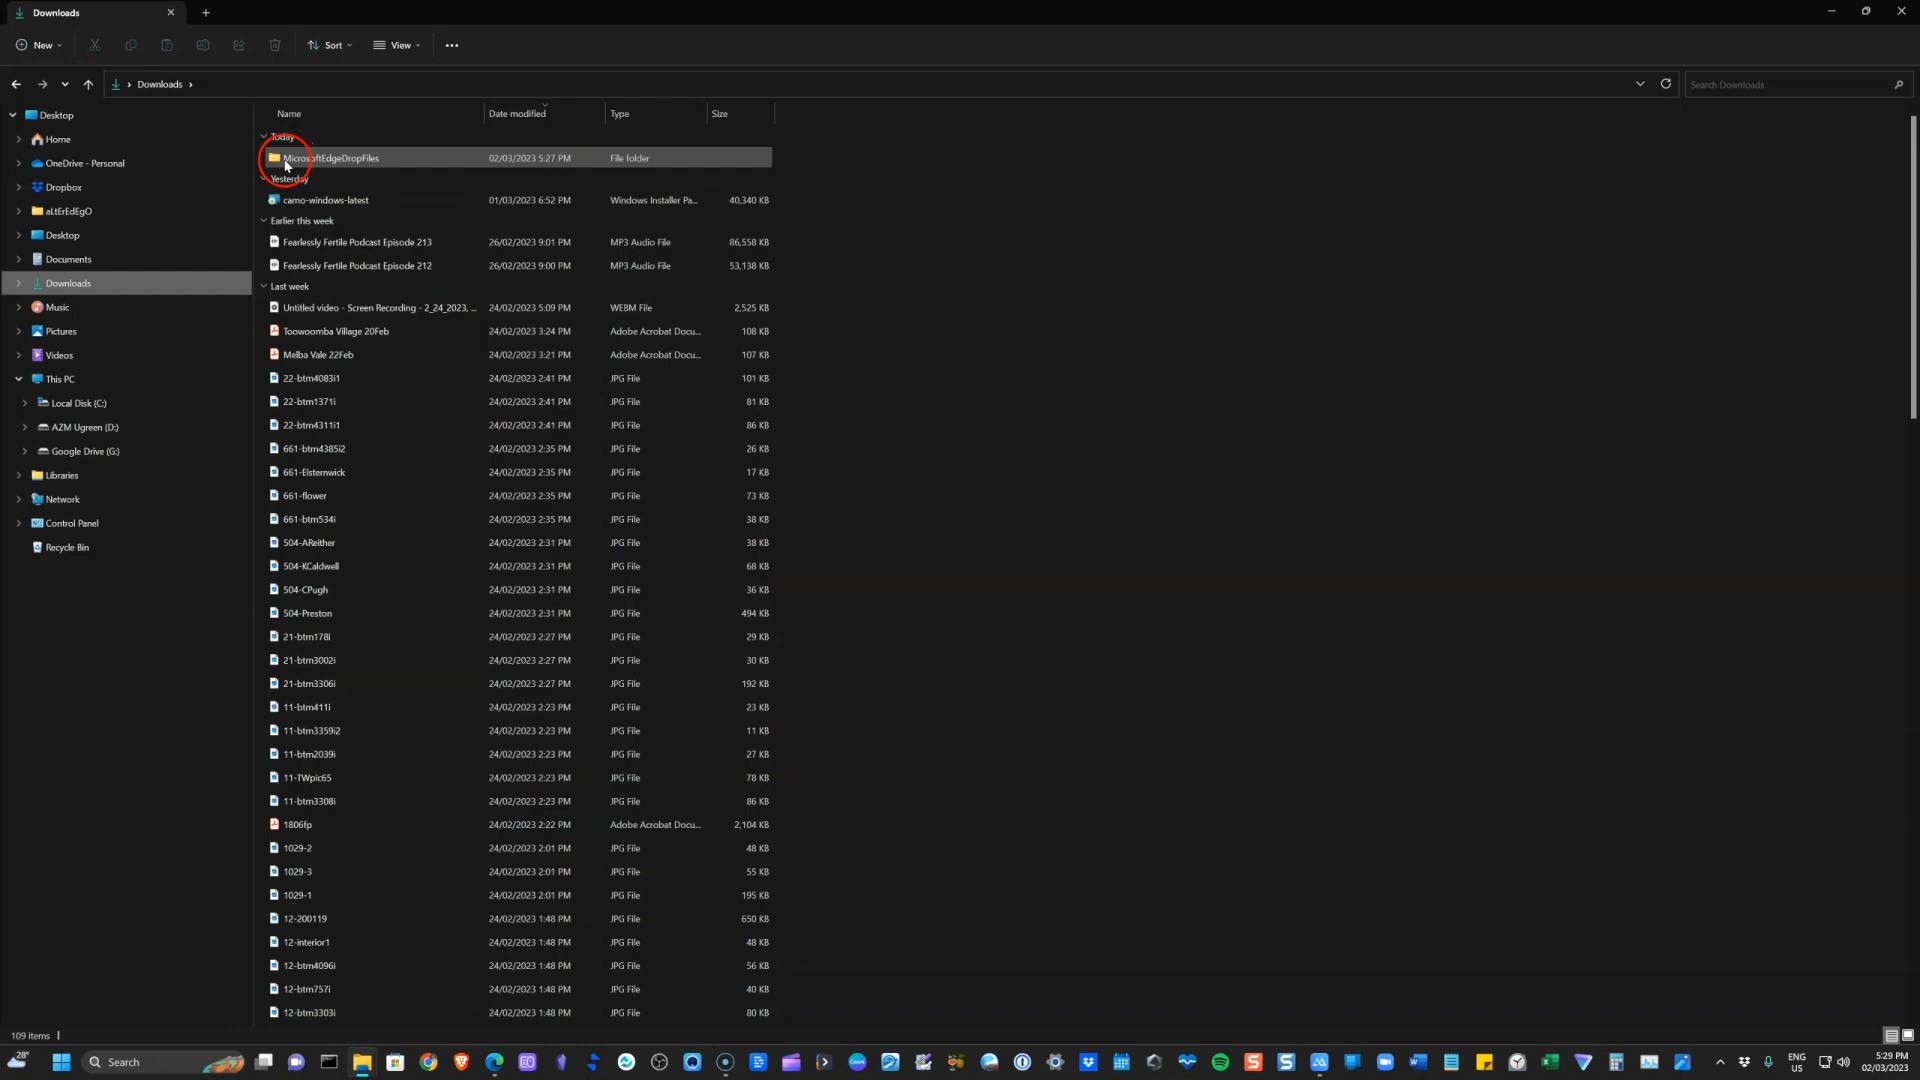 Downloads
New
Sort
View
Downloads
Search Downloads
Desktop
Home
OneDrive - Personal
Dropbox
aLtErEdEgO
Desktop
Documents
Downloads
Music
Pictures
Videos
This PC
Local Disk (C:)
AZM Ugreen (D:)
Google Drive (G:)
Libraries
Network
Control Panel
Recycle Bin
Name Date modified Type Size
Today
MicrosoftEdgeDropFiles 02/03/2023 5:27 PM File folder
Yesterday
camo-windows-latest 01/03/2023 6:52 PM Windows Installer Pa... 40,340 KB
Earlier this week
Fearlessly Fertile Podcast Episode 213 26/02/2023 9:01 PM MP3 Audio File 86,558 KB
Fearlessly Fertile Podcast Episode 212 26/02/2023 9:00 PM MP3 Audio File 53,138 KB
Last week
Untitled video - Screen Recording - 2_24_2023, ... 24/02/2023 5:09 PM WEBM File 2,525 KB
Toowoomba Village 20Feb 24/02/2023 3:24 PM Adobe Acrobat Docu... 108 KB
Melba Vale 22Feb 24/02/2023 3:21 PM Adobe Acrobat Docu... 107 KB
22-btm4083i1 24/02/2023 2:41 PM JPG File 101 KB
22-btm1371i 24/02/2023 2:41 PM JPG File 81 KB
22-btm4311i1 24/02/2023 2:41 PM JPG File 86 KB
661-btm4385i2 24/02/2023 2:35 PM JPG File 26 KB
661-Elsternwick 24/02/2023 2:35 PM JPG File 17 KB
661-flower 24/02/2023 2:35 PM JPG File 73 KB
661-btm534i 24/02/2023 2:35 PM JPG File 38 KB
504-AReither 24/02/2023 2:31 PM JPG File 38 KB
504-KCaldwell 24/02/2023 2:31 PM JPG File 68 KB
504-CPugh 24/02/2023 2:31 PM JPG File 36 KB
504-Preston 24/02/2023 2:31 PM JPG File 494 KB
21-btm178i 24/02/2023 2:27 PM JPG File 29 KB
21-btm3002i 24/02/2023 2:27 PM JPG File 30 KB
21-btm3306i 24/02/2023 2:27 PM JPG File 192 KB
11-btm411i 24/02/2023 2:23 PM JPG File 23 KB
11-btm3359i2 24/02/2023 2:23 PM JPG File 11 KB
11-btm2039i 24/02/2023 2:23 PM JPG File 27 KB
11-TWpic65 24/02/2023 2:23 PM JPG File 78 KB
11-btm3308i 24/02/2023 2:23 PM JPG File 86 KB
1806fp 24/02/2023 2:22 PM Adobe Acrobat Docu... 2,104 KB
1029-2 24/02/2023 2:01 PM JPG File 48 KB
1029-3 24/02/2023 2:01 PM JPG File 55 KB
1029-1 24/02/2023 2:01 PM JPG File 195 KB
12-200119 24/02/2023 1:48 PM JPG File 650 KB
12-interior1 24/02/2023 1:48 PM JPG File 48 KB
12-btm4096i 24/02/2023 1:48 PM JPG File 56 KB
12-btm757i 24/02/2023 1:48 PM JPG File 40 KB
12-btm3303i 24/02/2023 1:48 PM JPG File 80 KB
109 items
28°
Search
ENG
US
5:29 PM
02/03/2023